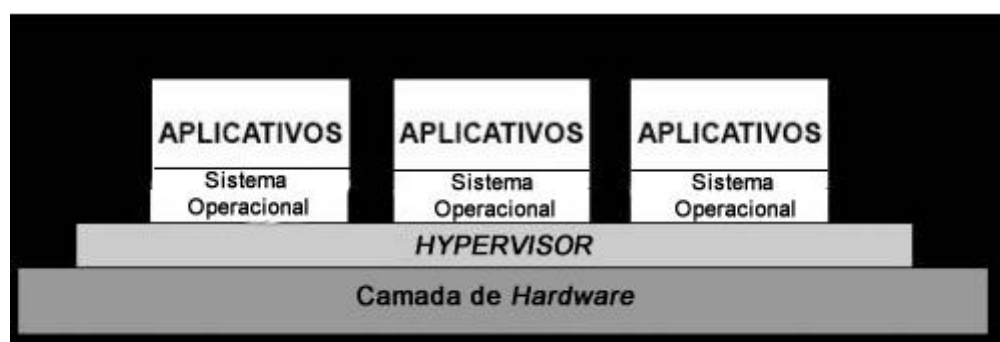 APLICATIVOS APLICATIVOS APLICATIVOS
Sistema Sistema Sistema
Operacional Operacional Operacional
HYPERVISOR
Camada de Hardware